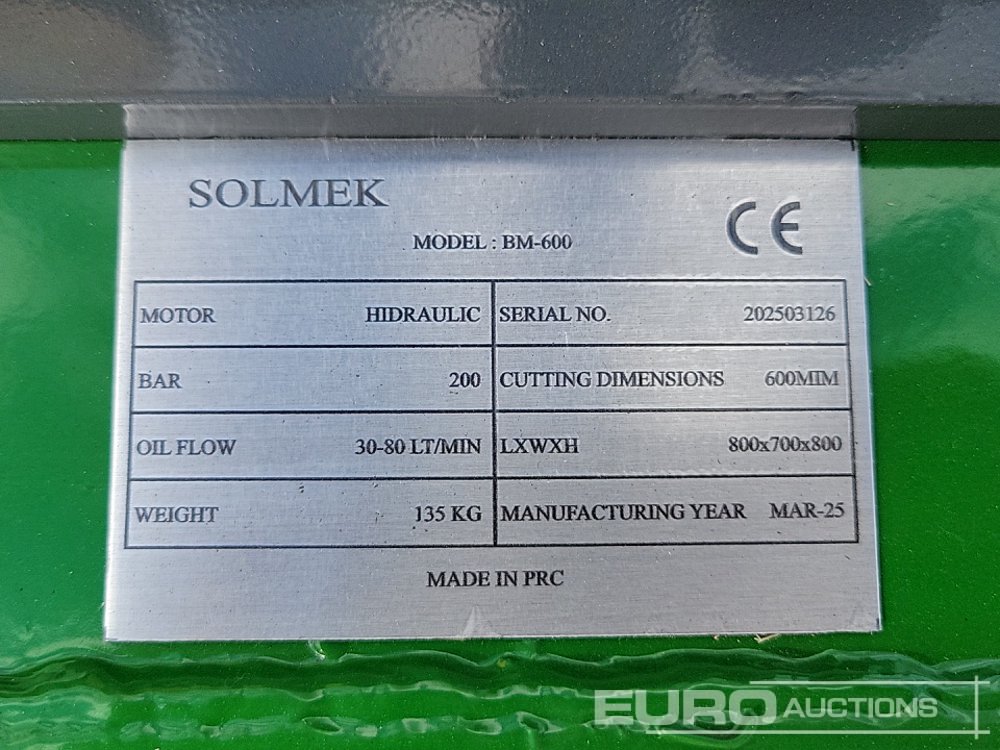 SOLMEK
CE
MODEL : BM-600
MOTOR HIDRAULIC SERIAL NO. 202503126
BAR 200 CUTTING DIMENSIONS 600MIM
OIL FLOW 30-80 LT/MIN LXWXH 800x700x800
WEIGHT 135 KG MANUFACTURING YEAR MAR-25
MADE IN PRC
EURO AUCTIONS